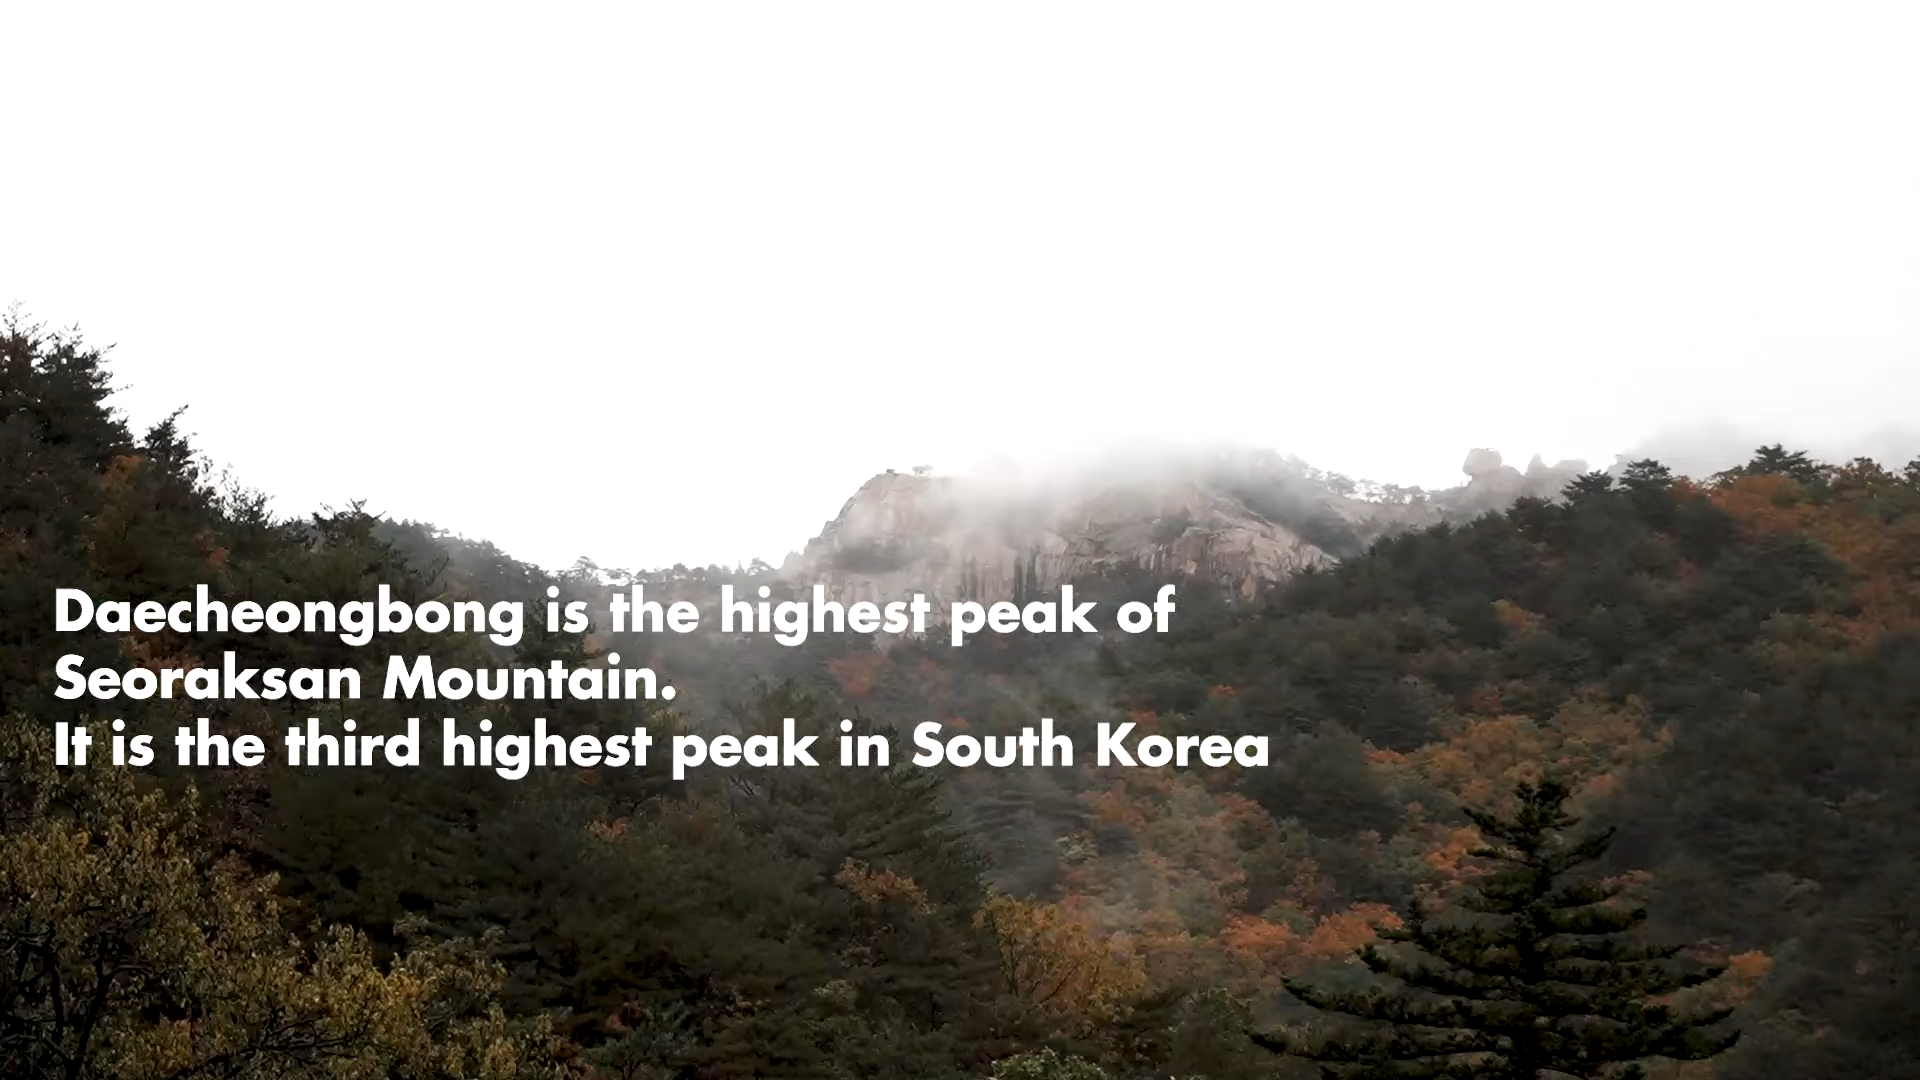 Daecheongbong is the highest peak of
Seoraksan Mountain.
It is the third highest peak in South Korea